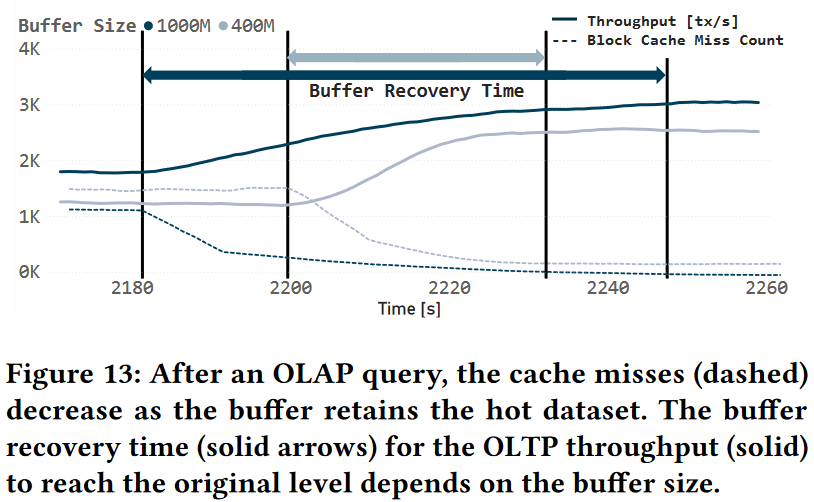 Buffer Size 1000M 400M
Throughput [tx/s]
Block Cache Miss Count
4K
Buffer Recovery Time
3K
2K
1K
0K
2180 2200 2220 2240 2260
Time [s]
Figure 13: After an OLAP query, the cache misses (dashed)
decrease as the buffer retains the hot dataset. The buffer
recovery time (solid arrows) for the OLTP throughput (solid)
to reach the original level depends on the buffer size.